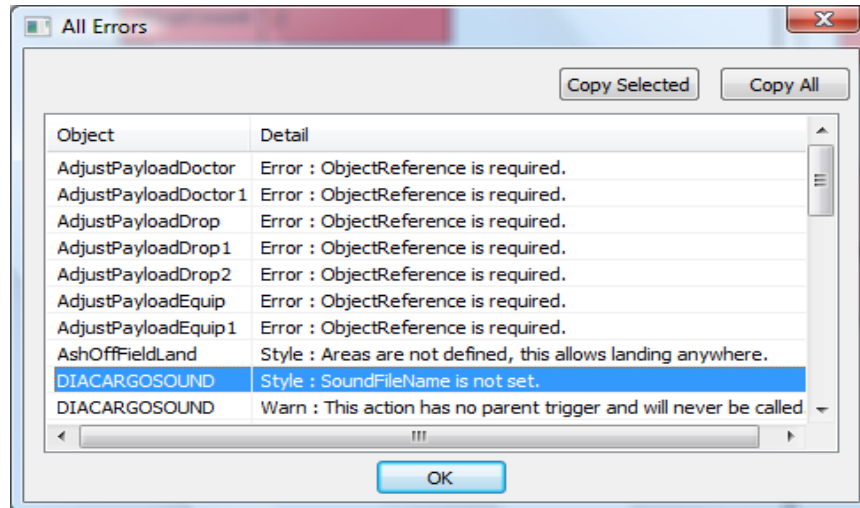 All Errors
Copy Selected Copy All
Object Detail
AdjustPayloadDoctor Error : ObjectReference is required.
AdjustPayloadDoctor1 Error : ObjectReference is required.
AdjustPayloadDrop Error : ObjectReference is required.
AdjustPayloadDrop1 Error : ObjectReference is required.
AdjustPayloadDrop2 Error : ObjectReference is required.
AdjustPayloadEquip Error : ObjectReference is required.
AdjustPayloadEquip1 Error : ObjectReference is required.
AshOffFieldLand Style : Areas are not defined, this allows landing anywhere.
DIACARGOSOUND Style : SoundFileName is not set.
DIACARGOSOUND Warn : This action has no parent trigger and will never be called.
OK